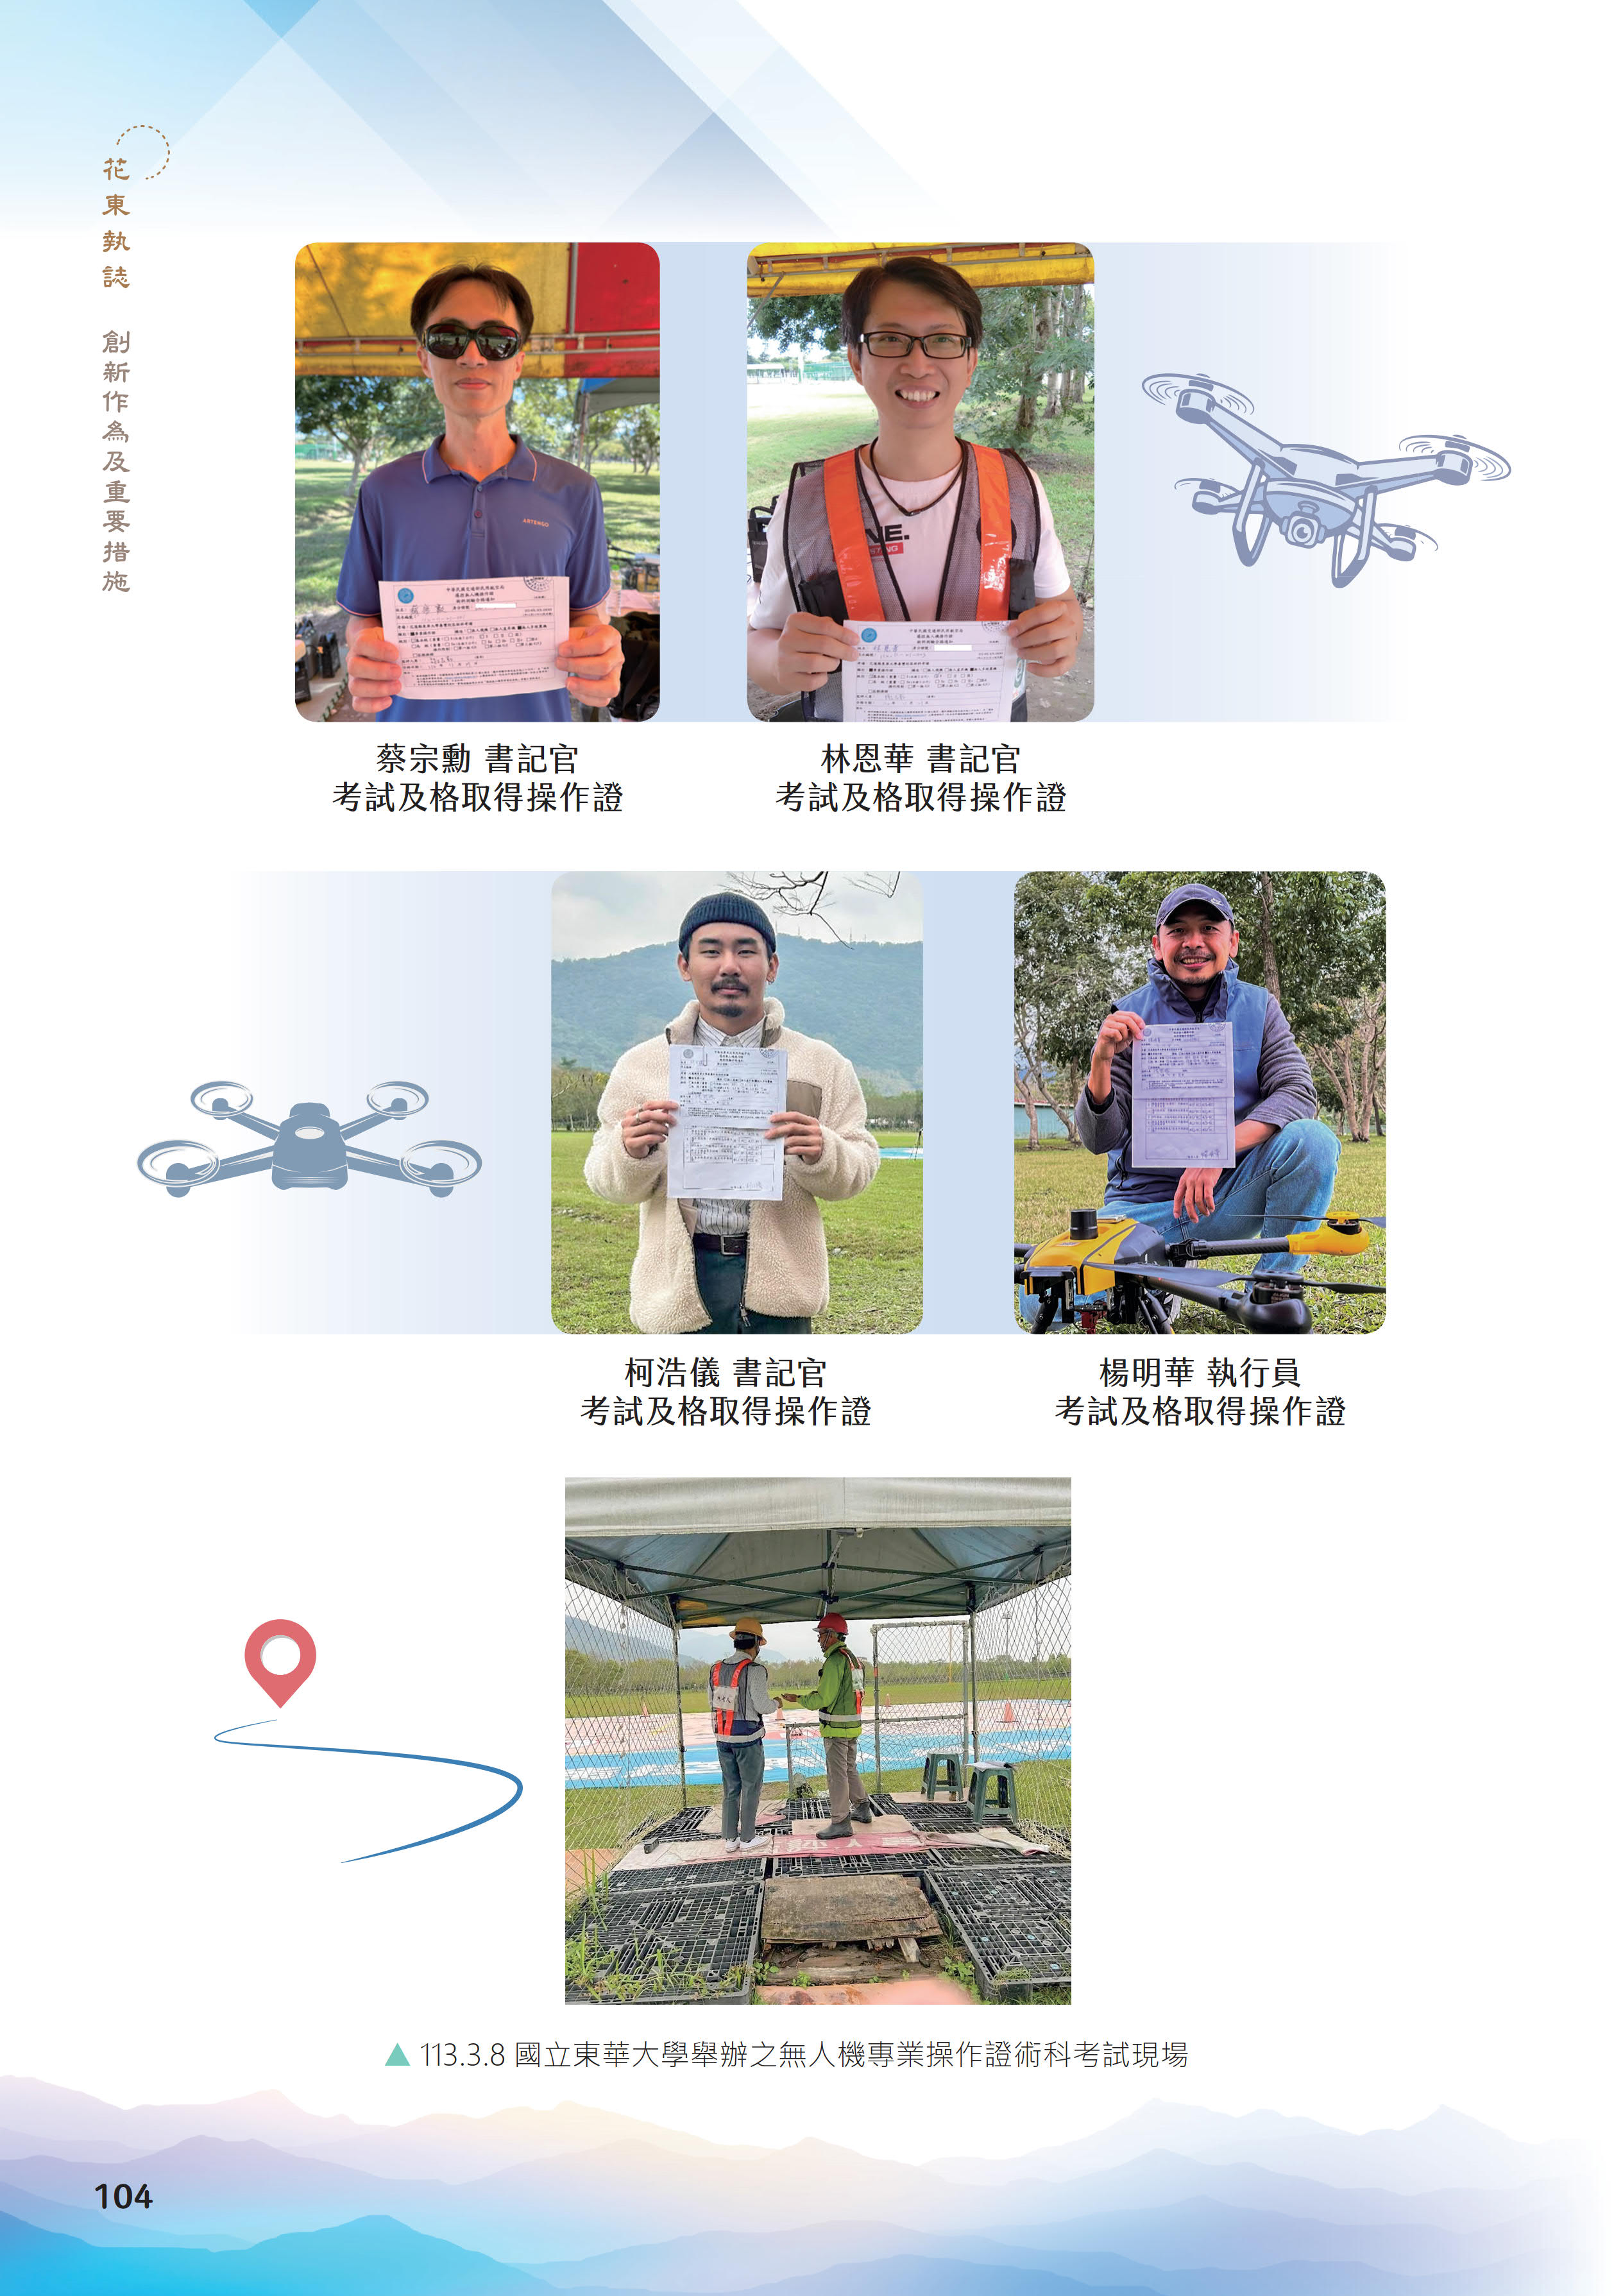 花東執誌 創新作為及重要措施
ARTENGO
蔡宗勳 書記官
考試及格取得操作證
林恩華 書記官
考試及格取得操作證
柯浩儀 書記官
考試及格取得操作證
楊明華 執行員
考試及格取得操作證
▲ 113.3.8 國立東華大學舉辦之無人機專業操作證術科考試現場
104